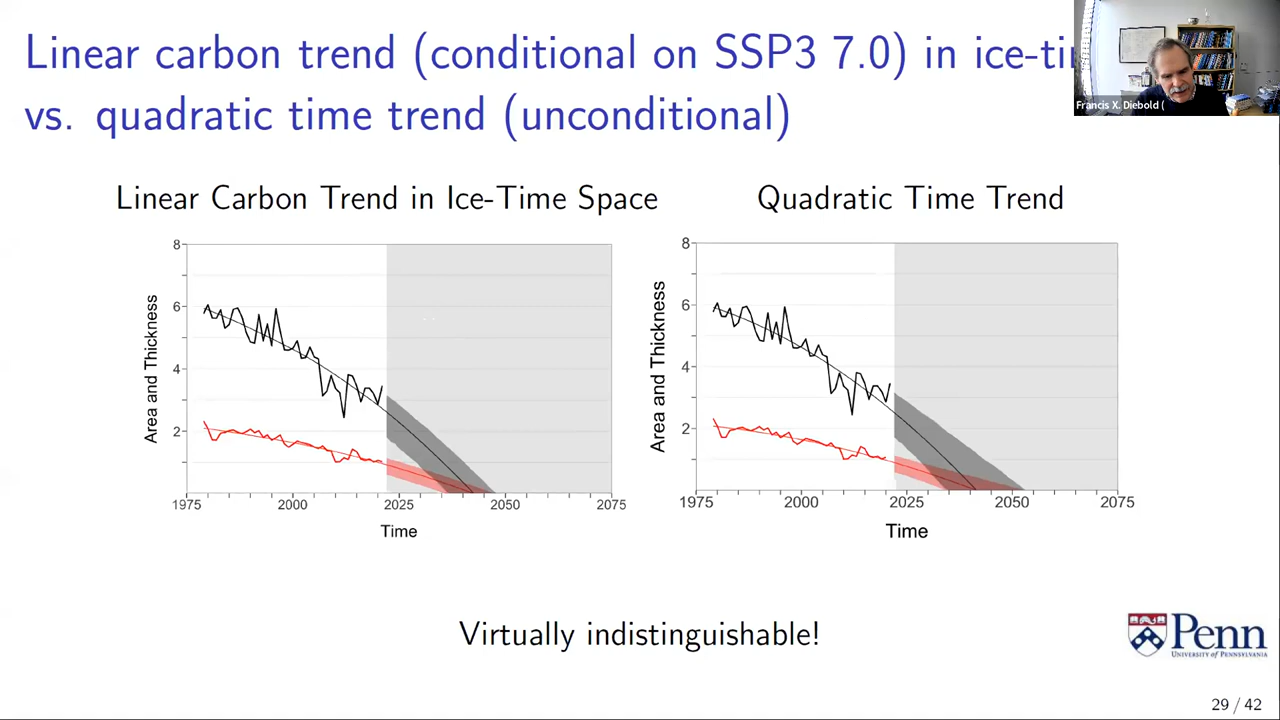 Linear carbon trend (conditional on SSP3 7.0) in ice-ti
vs. quadratic time trend (unconditional)
Francis X. Diebold (
Linear Carbon Trend in Ice-Time Space
Quadratic Time Trend
8
6
4
2
Area and Thickness
1975 2000 2025 2050 2075
Time
8
6
4
2
Area and Thickness
1975 2000 2025 2050 2075
Time
Virtually indistinguishable!
Penn
UNIVERSITY of PENNSYLVANIA
29 / 42